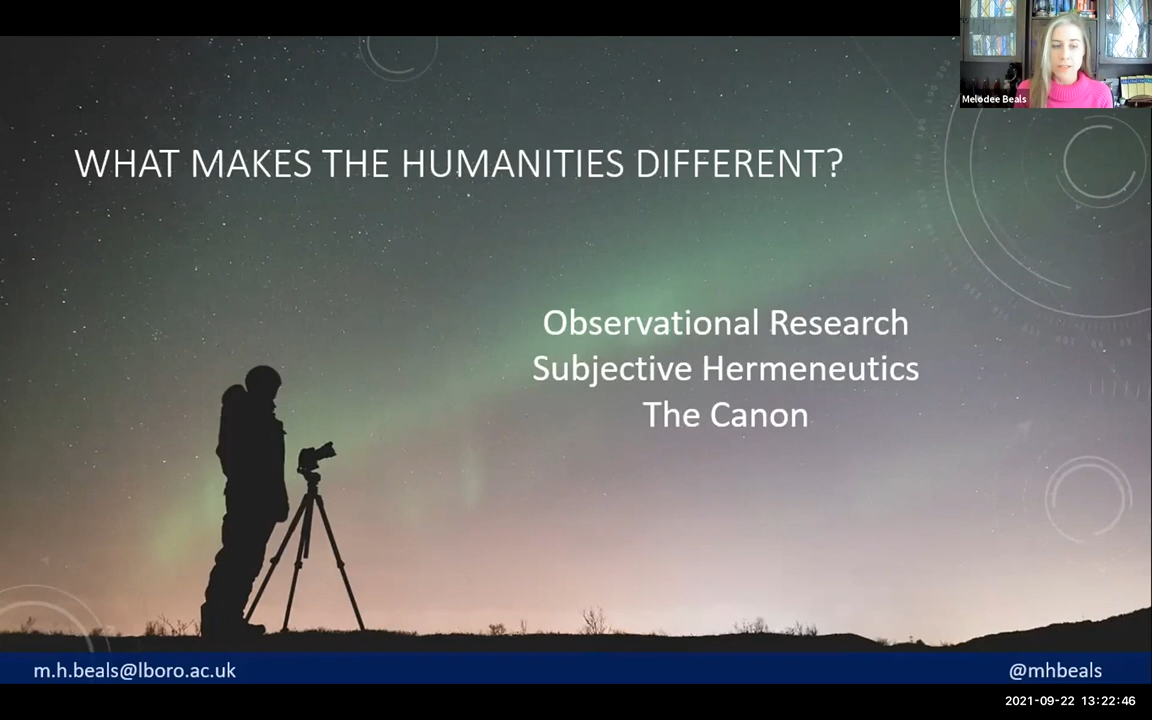 Melodee Beals
WHAT MAKES THE HUMANITIES DIFFERENT?
Observational Research
Subjective Hermeneutics
The Canon
m.h.beals@lboro.ac.uk
@mhbeals
2021-09-22 13:22:46